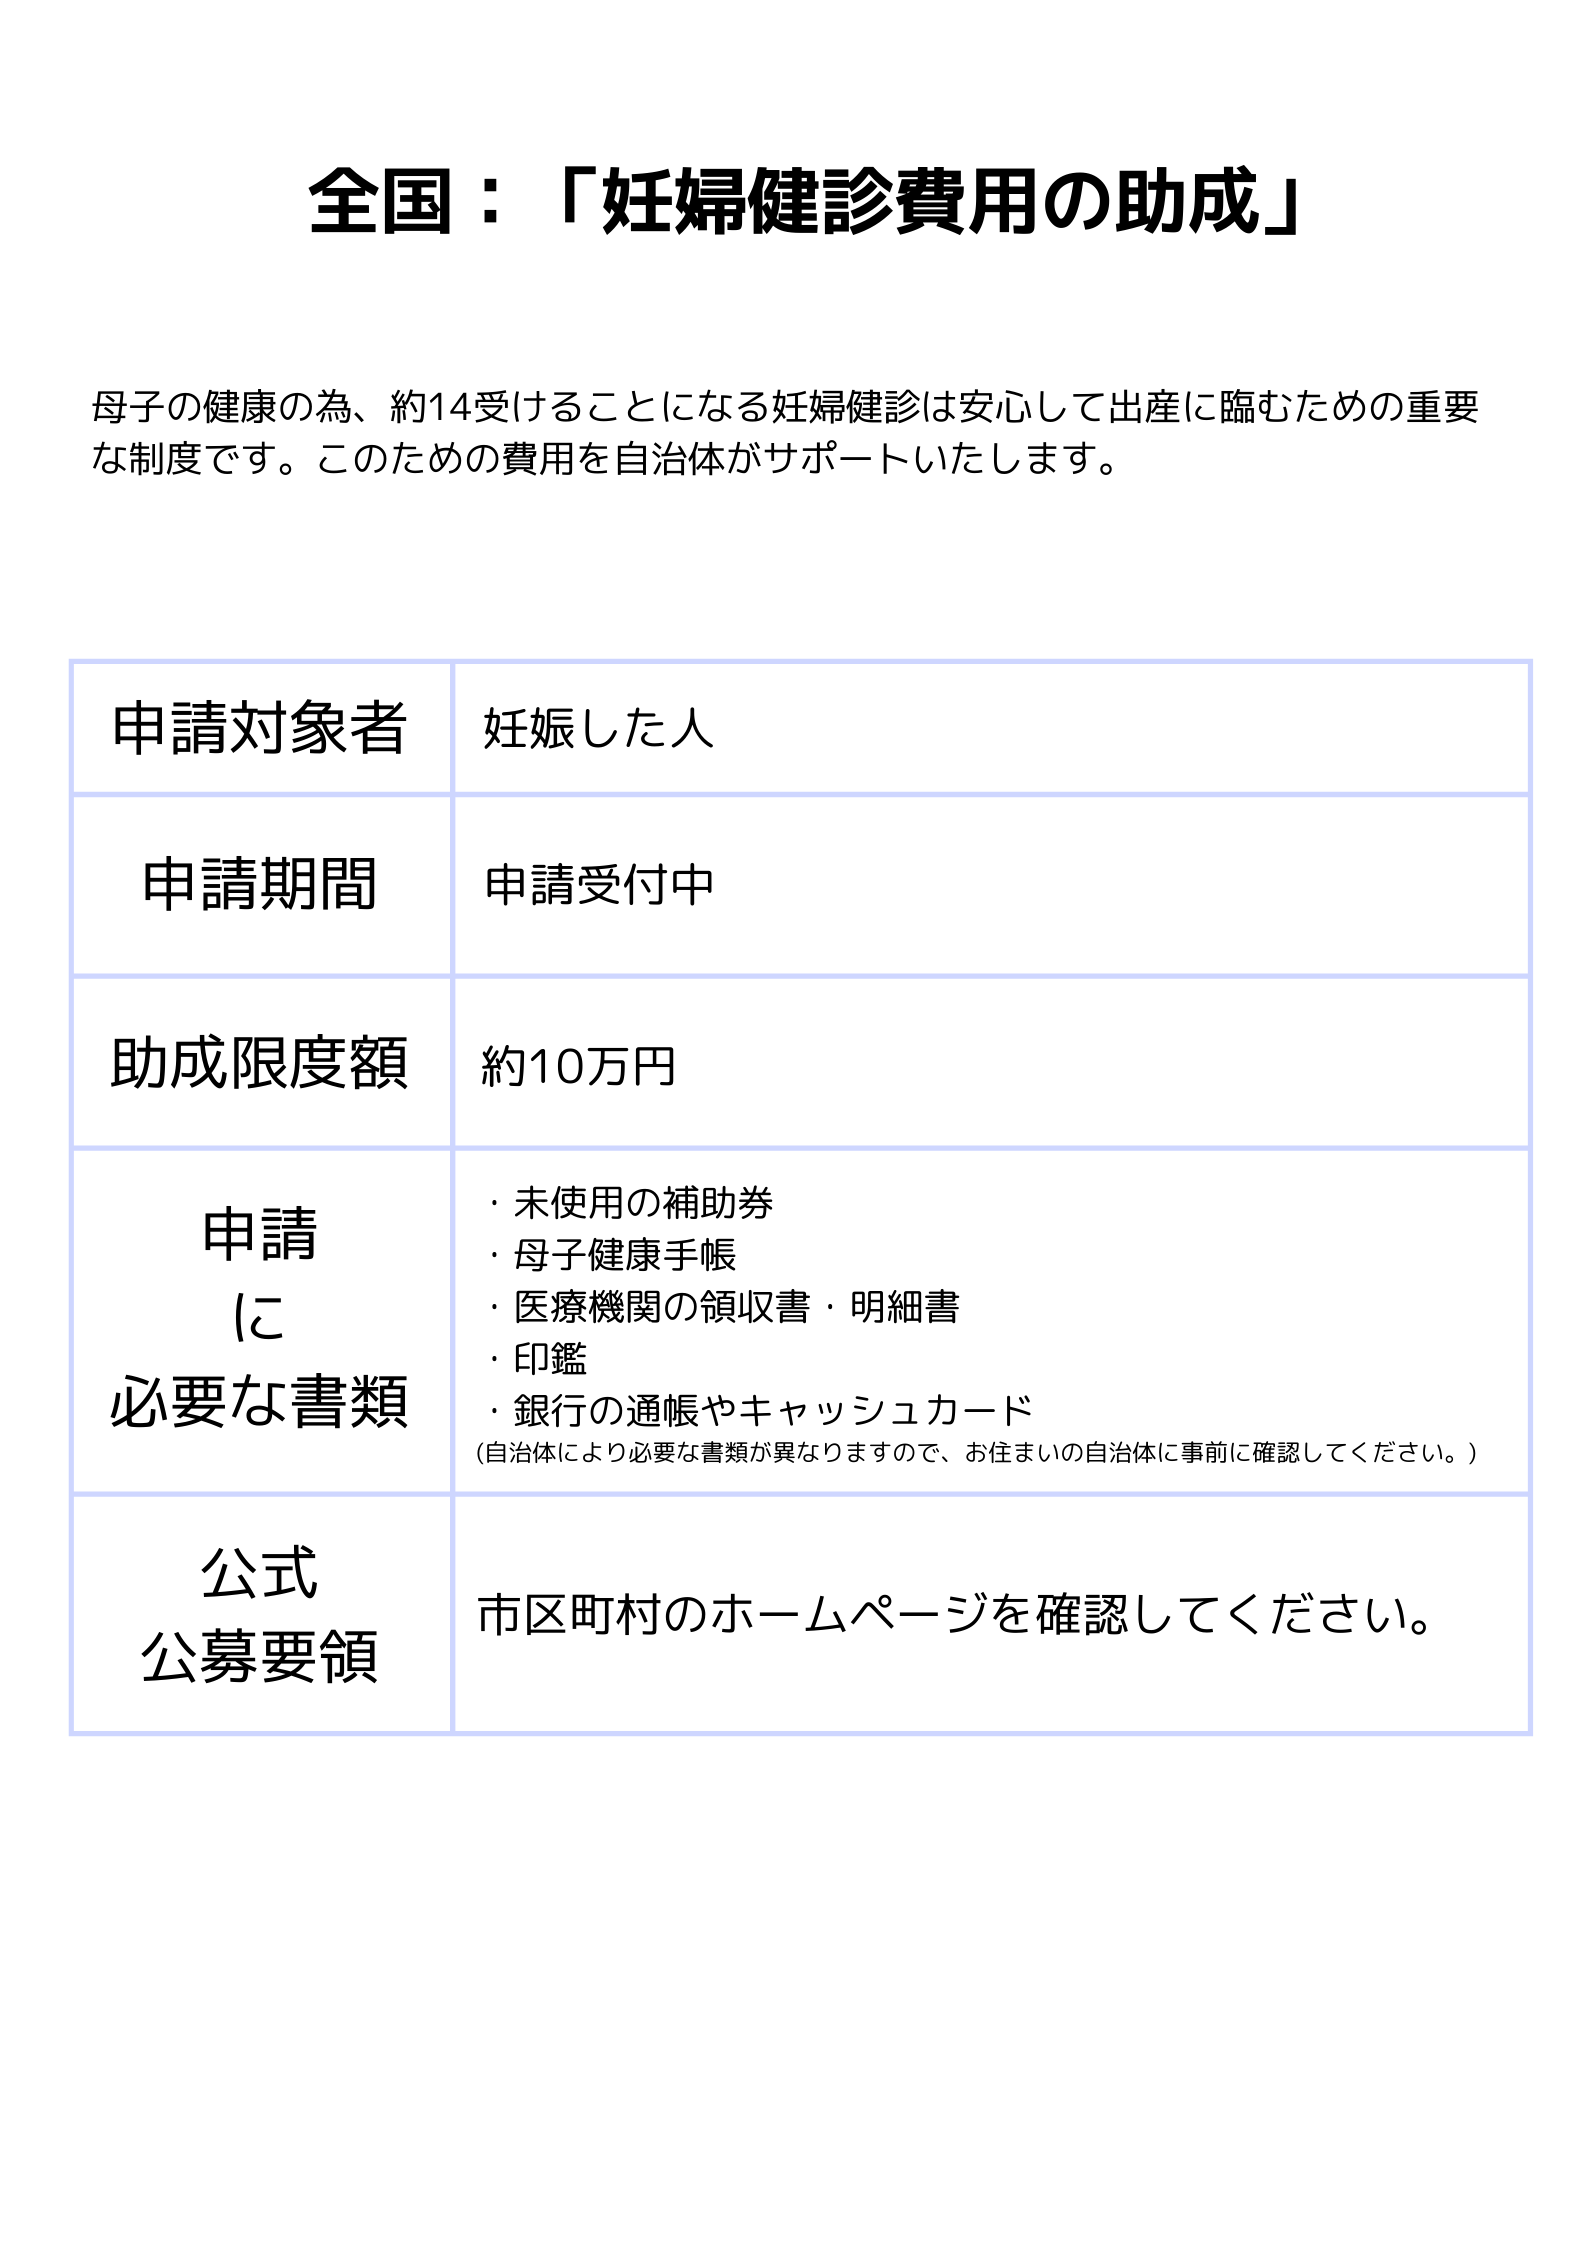 全国：「妊婦健診費用の助成」
母子の健康の為、約14受けることになる妊婦健診は安心して出産に臨むための重要
な制度です。このための費用を自治体がサポートいたします。
申請対象者
妊娠した人
申請期間
申請受付中
助成限度額
約10万円
申請
に
必要な書類
・未使用の補助券
・母子健康手帳
・医療機関の領収書・明細書
・印鑑
・銀行の通帳やキャッシュカード
(自治体により必要な書類が異なりますので、お住まいの自治体に事前に確認してください。)
公式
公募要領
市区町村のホームページを確認してください。